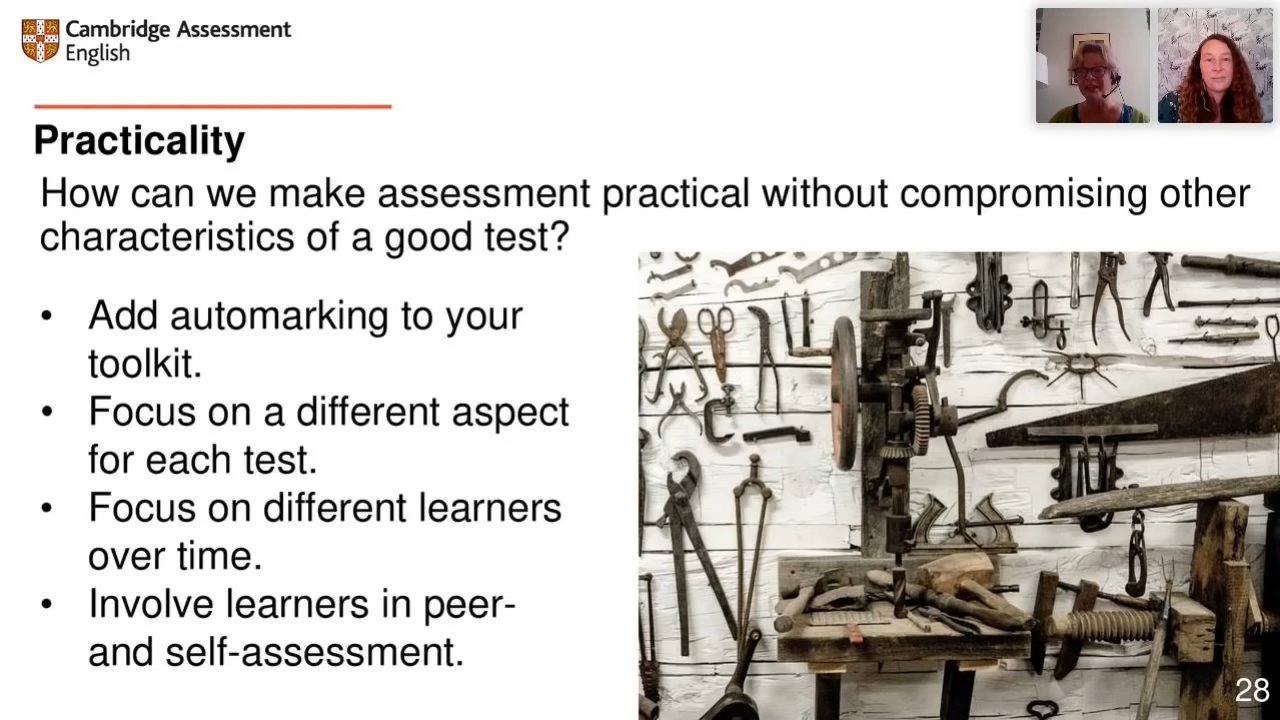 Cambridge Assessment
English
Practicality
How can we make assessment practical without compromising other
characteristics of a good test?
• Add automarking to your
toolkit.
• Focus on a different aspect
for each test.
• Focus on different learners
over time.
• Involve learners in peer-
and self-assessment.
28